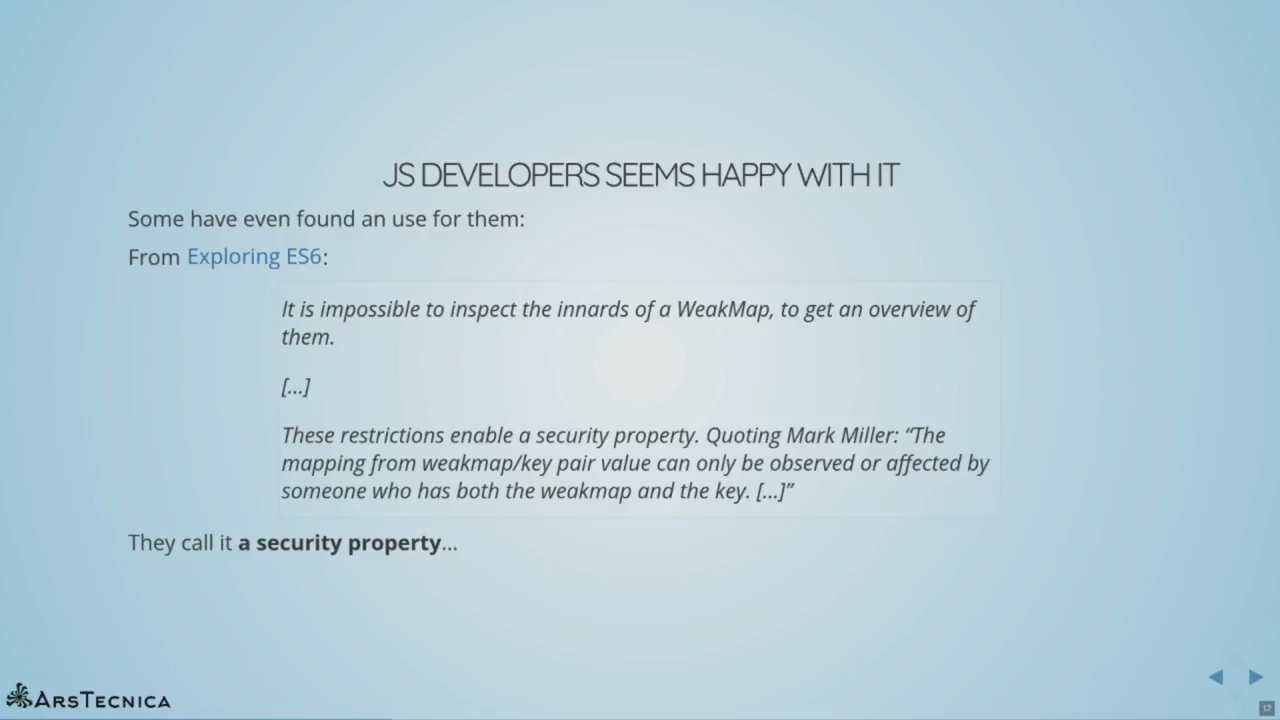 JS DEVELOPERS SEEMS HAPPY WITH IT
Some have even found an use for them:
From Exploring ES6:
It is impossible to inspect the innards of a WeakMap, to get an overview of
them.
[...]
These restrictions enable a security property. Quoting Mark Miller: “The
mapping from weakmap/key pair value can only be observed or affected by
someone who has both the weakmap and the key. [...]”
They call it a security property...
ARSTECNICA
12